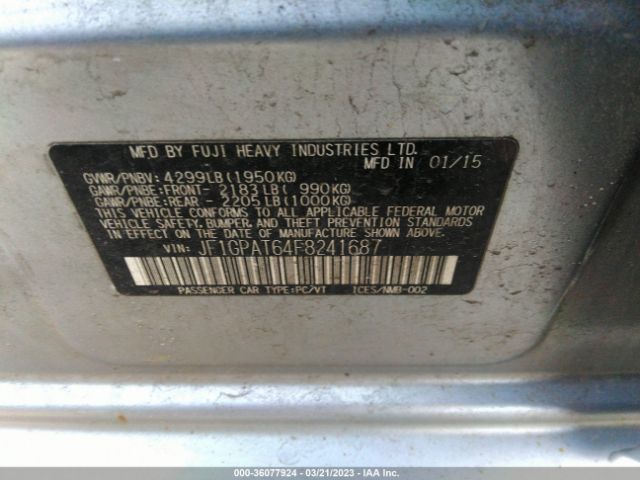 MFD BY FUJI HEAVY INDUSTRIES LTD.
MFD IN 01/15
GVWR/PNBV: 4299LB(1950KG)
GAWR/PNBE:FRONT- 2183LB( 990KG)
GAWR/PNBE:REAR - 2205LB(1000KG)
THIS VEHICLE CONFORMS TO ALL APPLICABLE FEDERAL MOTOR
VEHICLE SAFETY, BUMPER, AND THEFT PREVENTION STANDARDS
IN EFFECT ON THE DATE OF MANUFACTURE SHOWN ABOVE.
VIN: JF1GPAT64F8241687
PASSENGER CAR TYPE:PC/VT ICES/NMB-002
000-36077924 - 03/21/2023 - IAA Inc.